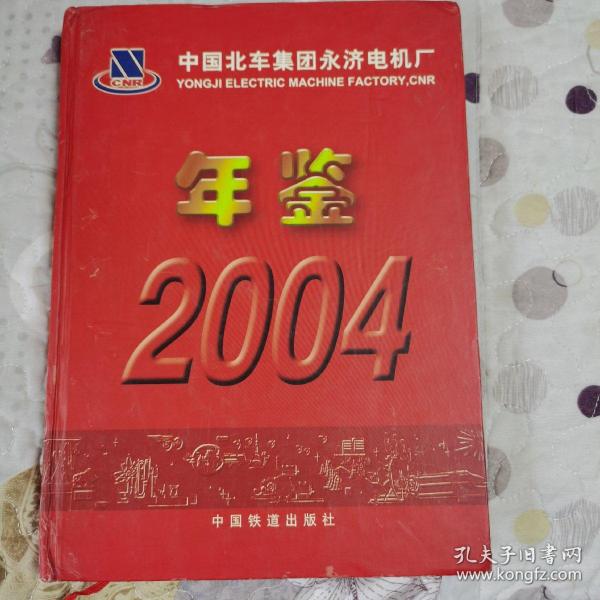 CNR
中国北车集团永济电机厂
YONGJI ELECTRIC MACHINE FACTORY,CNR
年鉴
2004
中国铁道出版社
孔夫子旧书网
www.kongfz.com